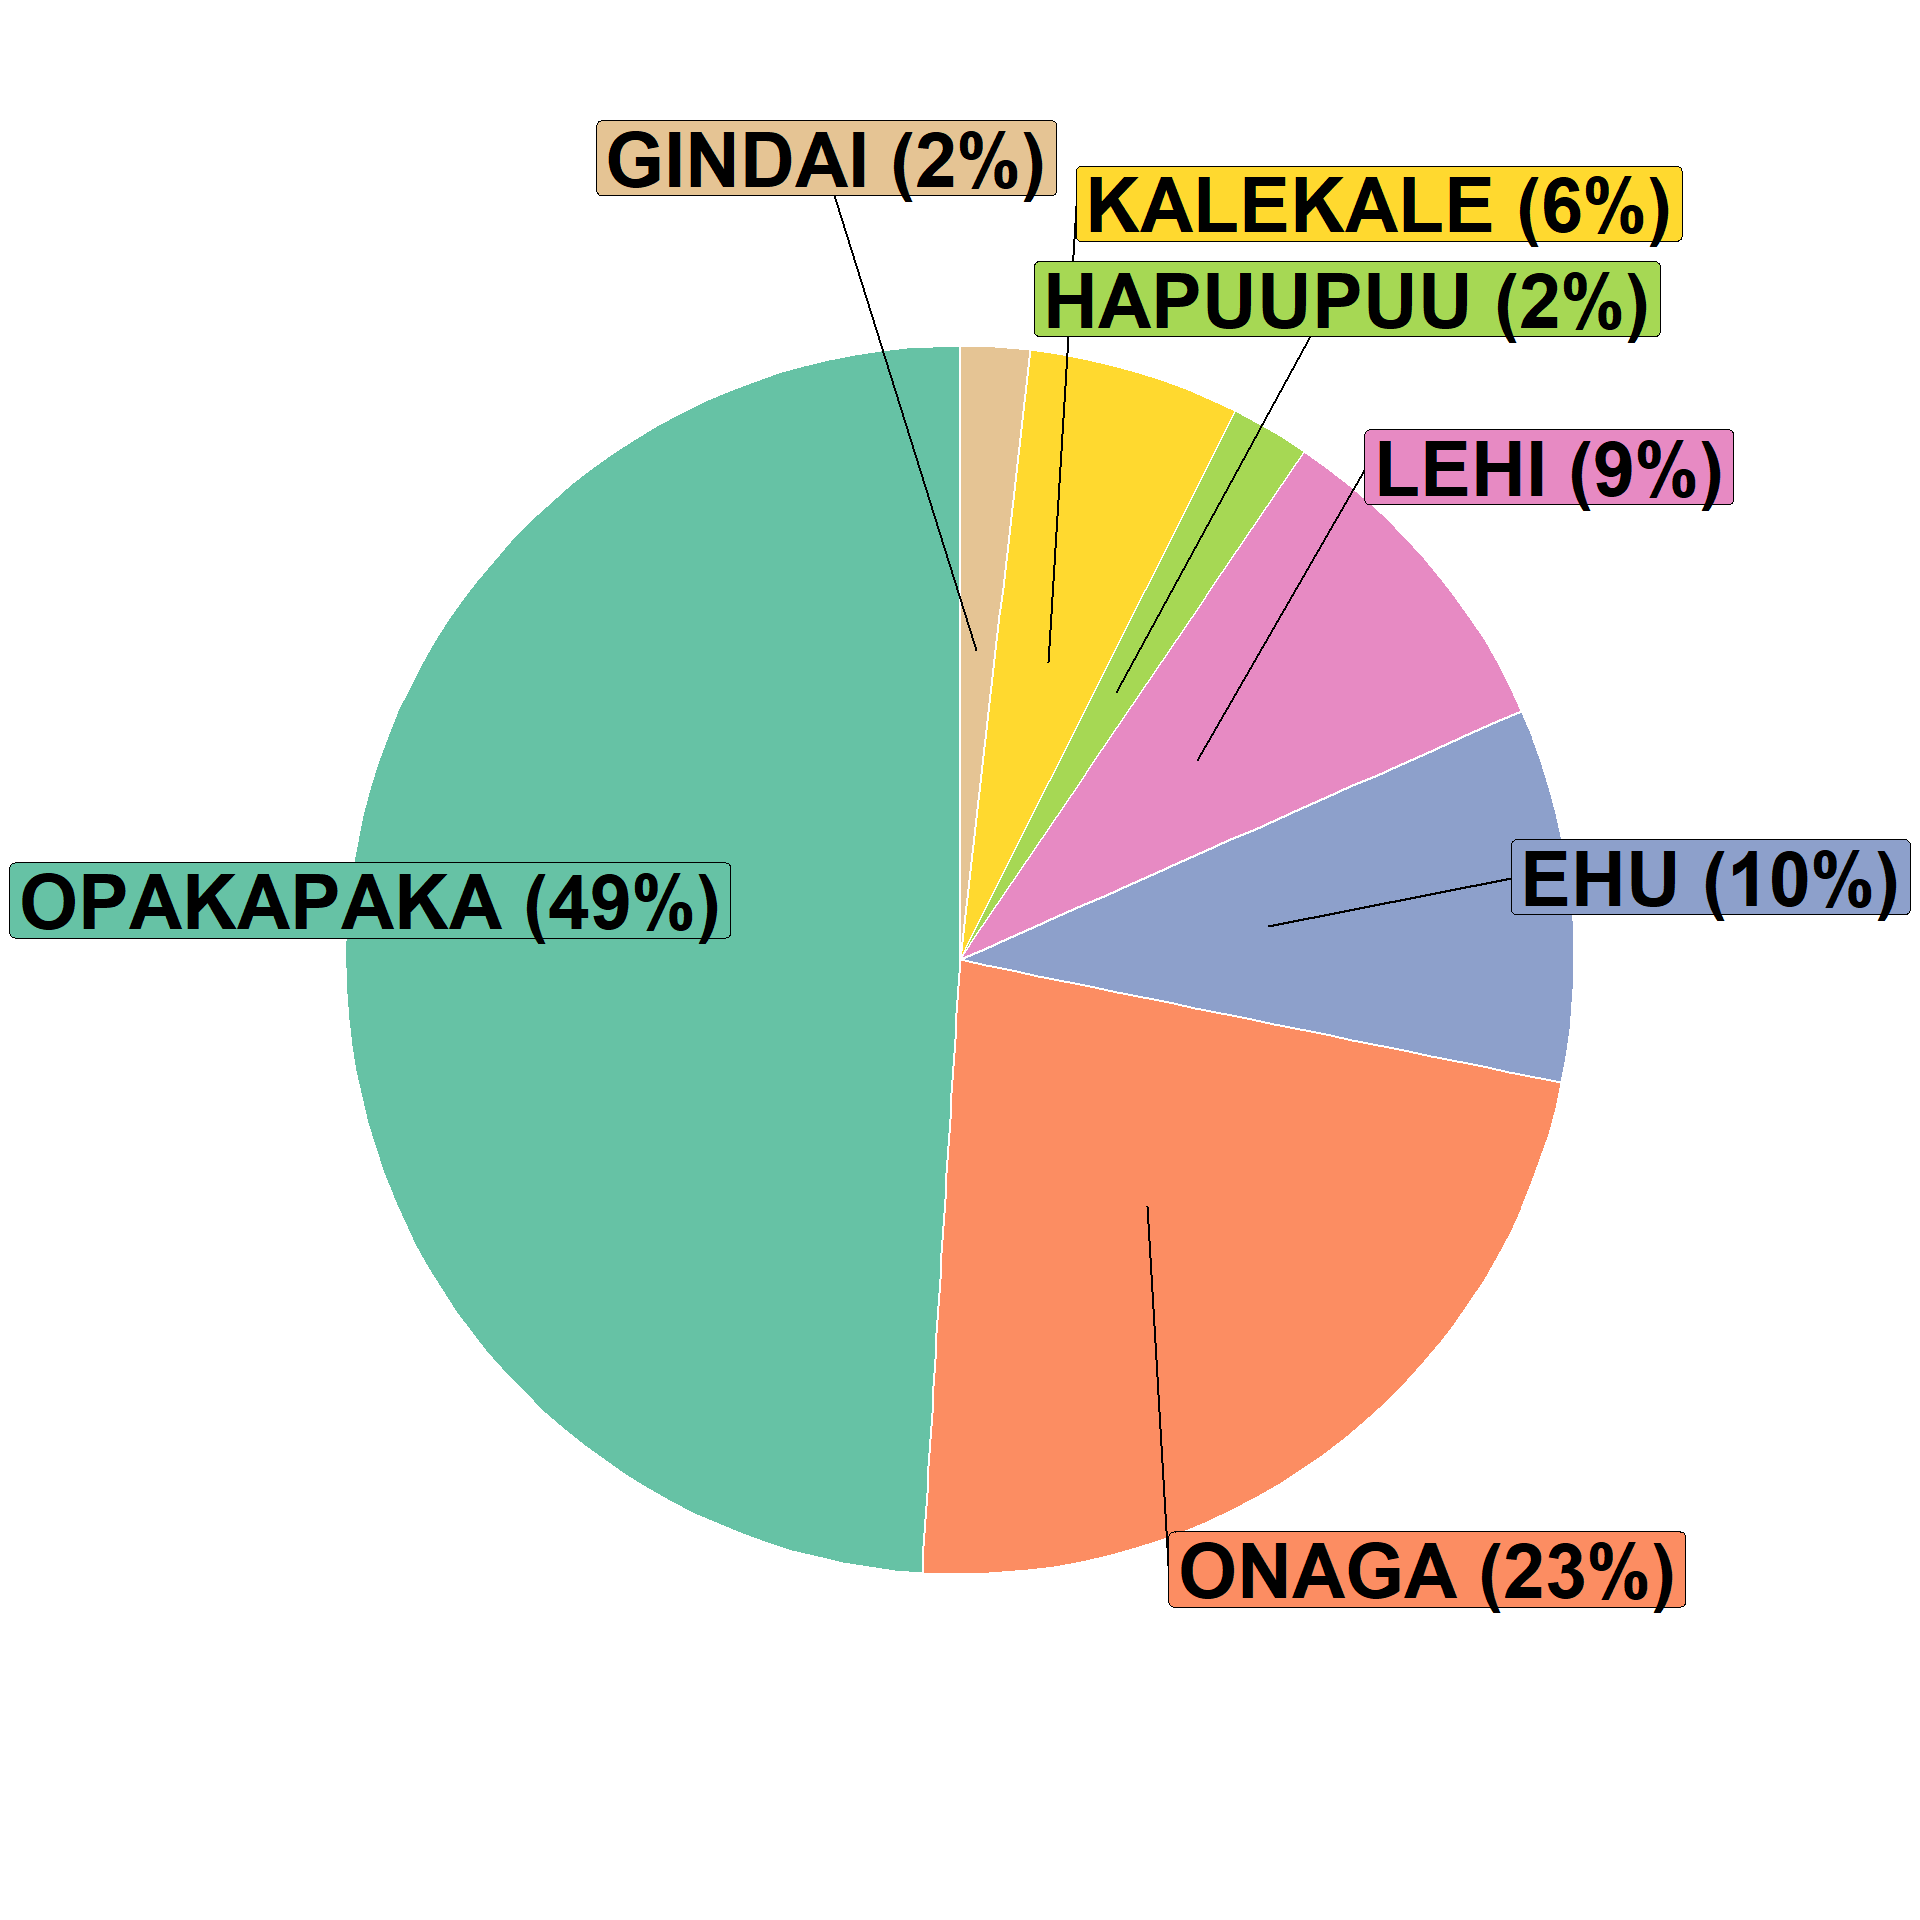 GINDAI (2%)
KALEKALE (6%)
HAPUUPUU (2%)
LEHI (9%)
EHU (10%)
OPAKAPAKA (49%)
ONAGA (23%)